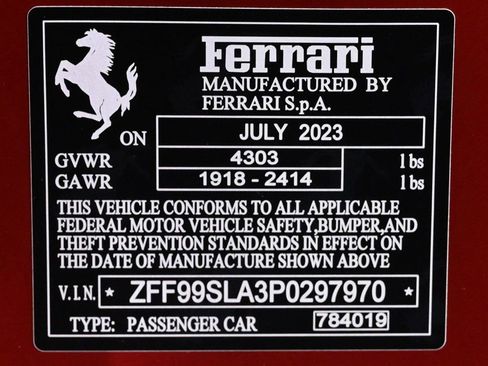 Ferrari
MANUFACTURED BY
FERRARI S.p.A.
ON JULY 2023
GVWR 4303 lbs
GAWR 1918 - 2414 lbs
THIS VEHICLE CONFORMS TO ALL APPLICABLE
FEDERAL MOTOR VEHICLE SAFETY,BUMPER,AND
THEFT PREVENTION STANDARDS IN EFFECT ON
THE DATE OF MANUFACTURE SHOWN ABOVE
V.I.N. * ZFF99SLA3P0297970 *
TYPE: PASSENGER CAR 784019